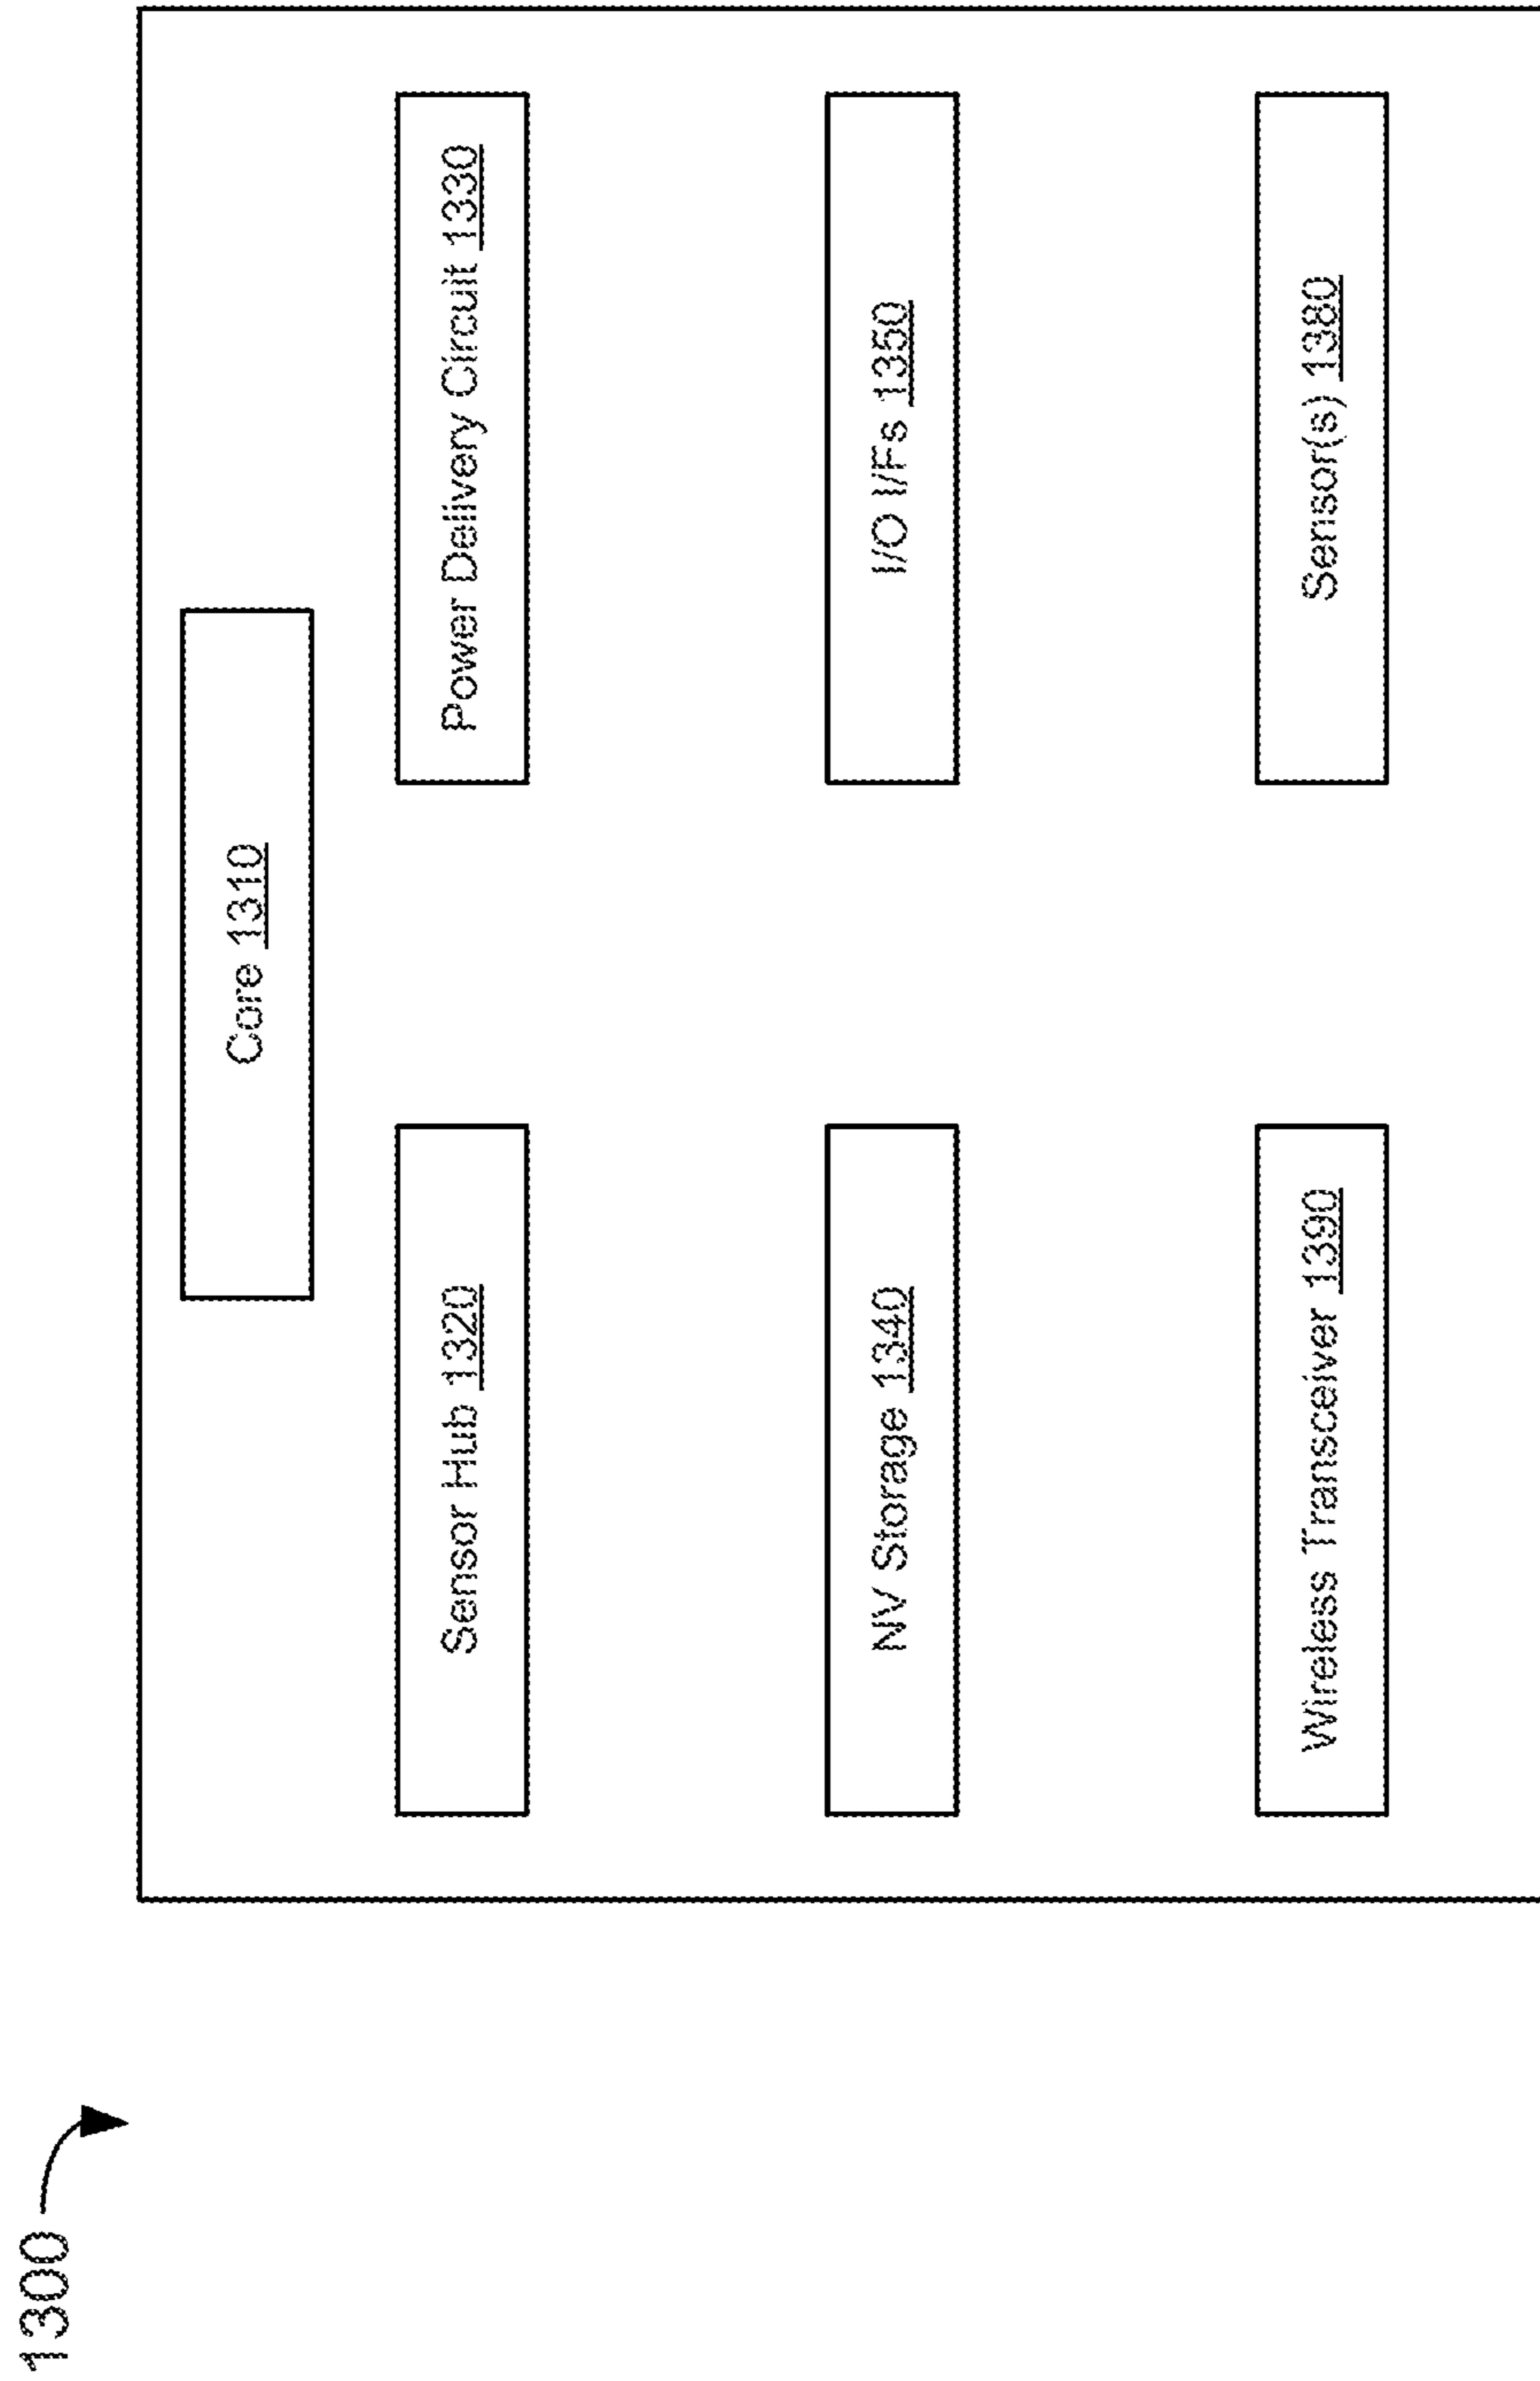 1300
Core 1310
Sensor Hub 1320
Power Delivery Circuit 1330
NV Storage 1340
I/O I/Fs 1350
Wireless Transceiver 1390
Sensor(s) 1380